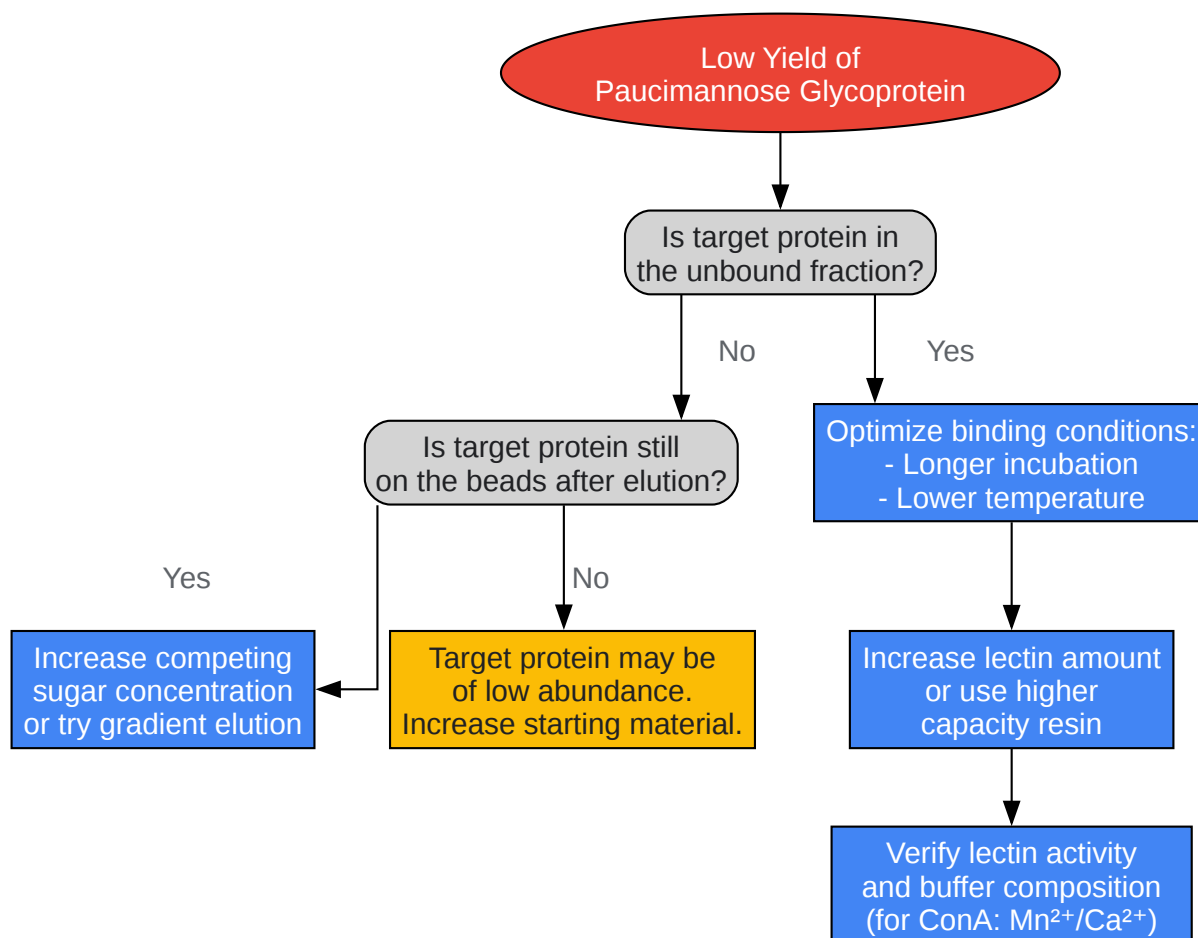 Low Yield of
Paucimannose Glycoprotein
Is target protein in
the unbound fraction?
No
Yes
Is target protein still
on the beads after elution?
Optimize binding conditions:
- Longer incubation
- Lower temperature
Yes
No
Increase competing
sugar concentration
or try gradient elution
Target protein may be
of low abundance.
Increase starting material.
Increase lectin amount
or use higher
capacity resin
Verify lectin activity
and buffer composition
(for ConA: Mn²⁺/Ca²⁺)